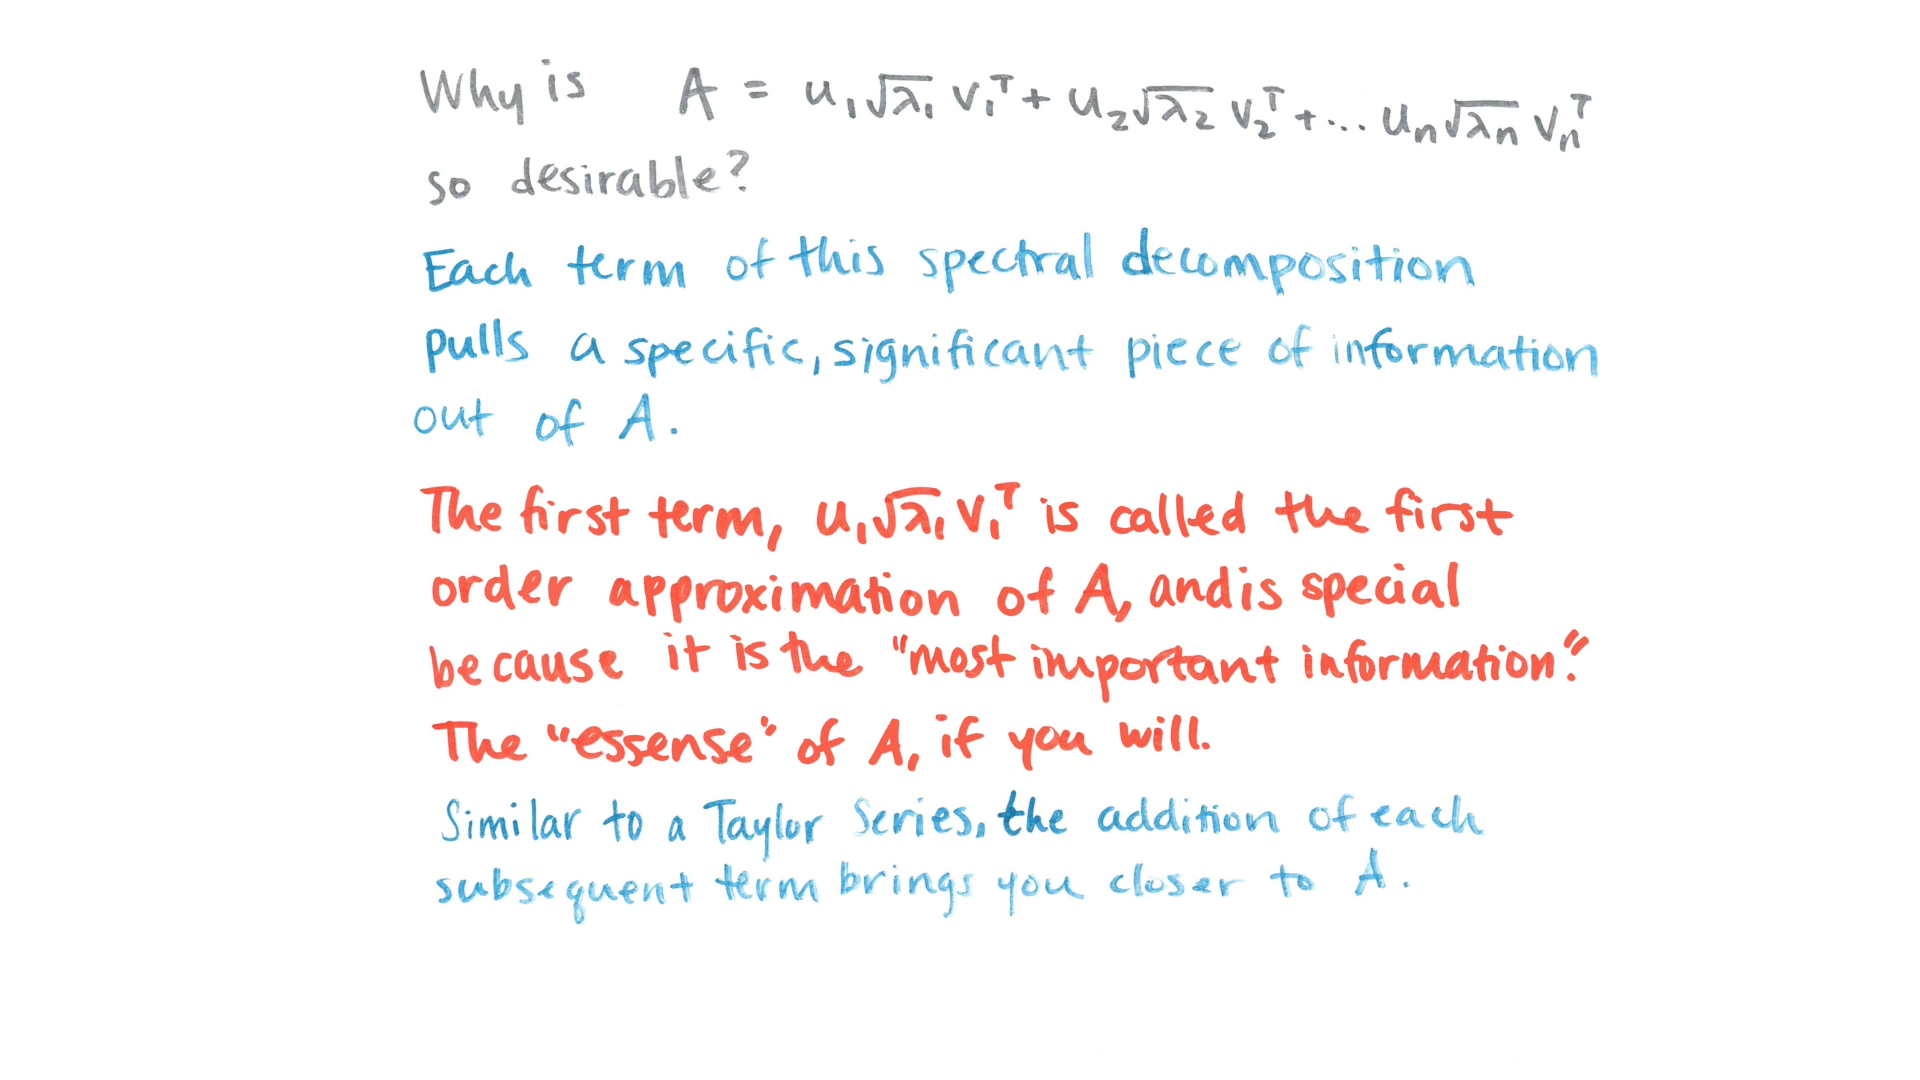 Why is A = u₁√λ₁ v₁ᵀ + u₂√λ₂ v₂ᵀ + ... uₙ√λₙ vₙᵀ
so desirable?
Each term of this spectral decomposition
pulls a specific, significant piece of information
out of A.
The first term, u₁√λ₁ v₁ᵀ is called the first
order approximation of A, and is special
because it is the "most important information".
The "essense" of A, if you will.
Similar to a Taylor Series, the addition of each
subsequent term brings you closer to A.